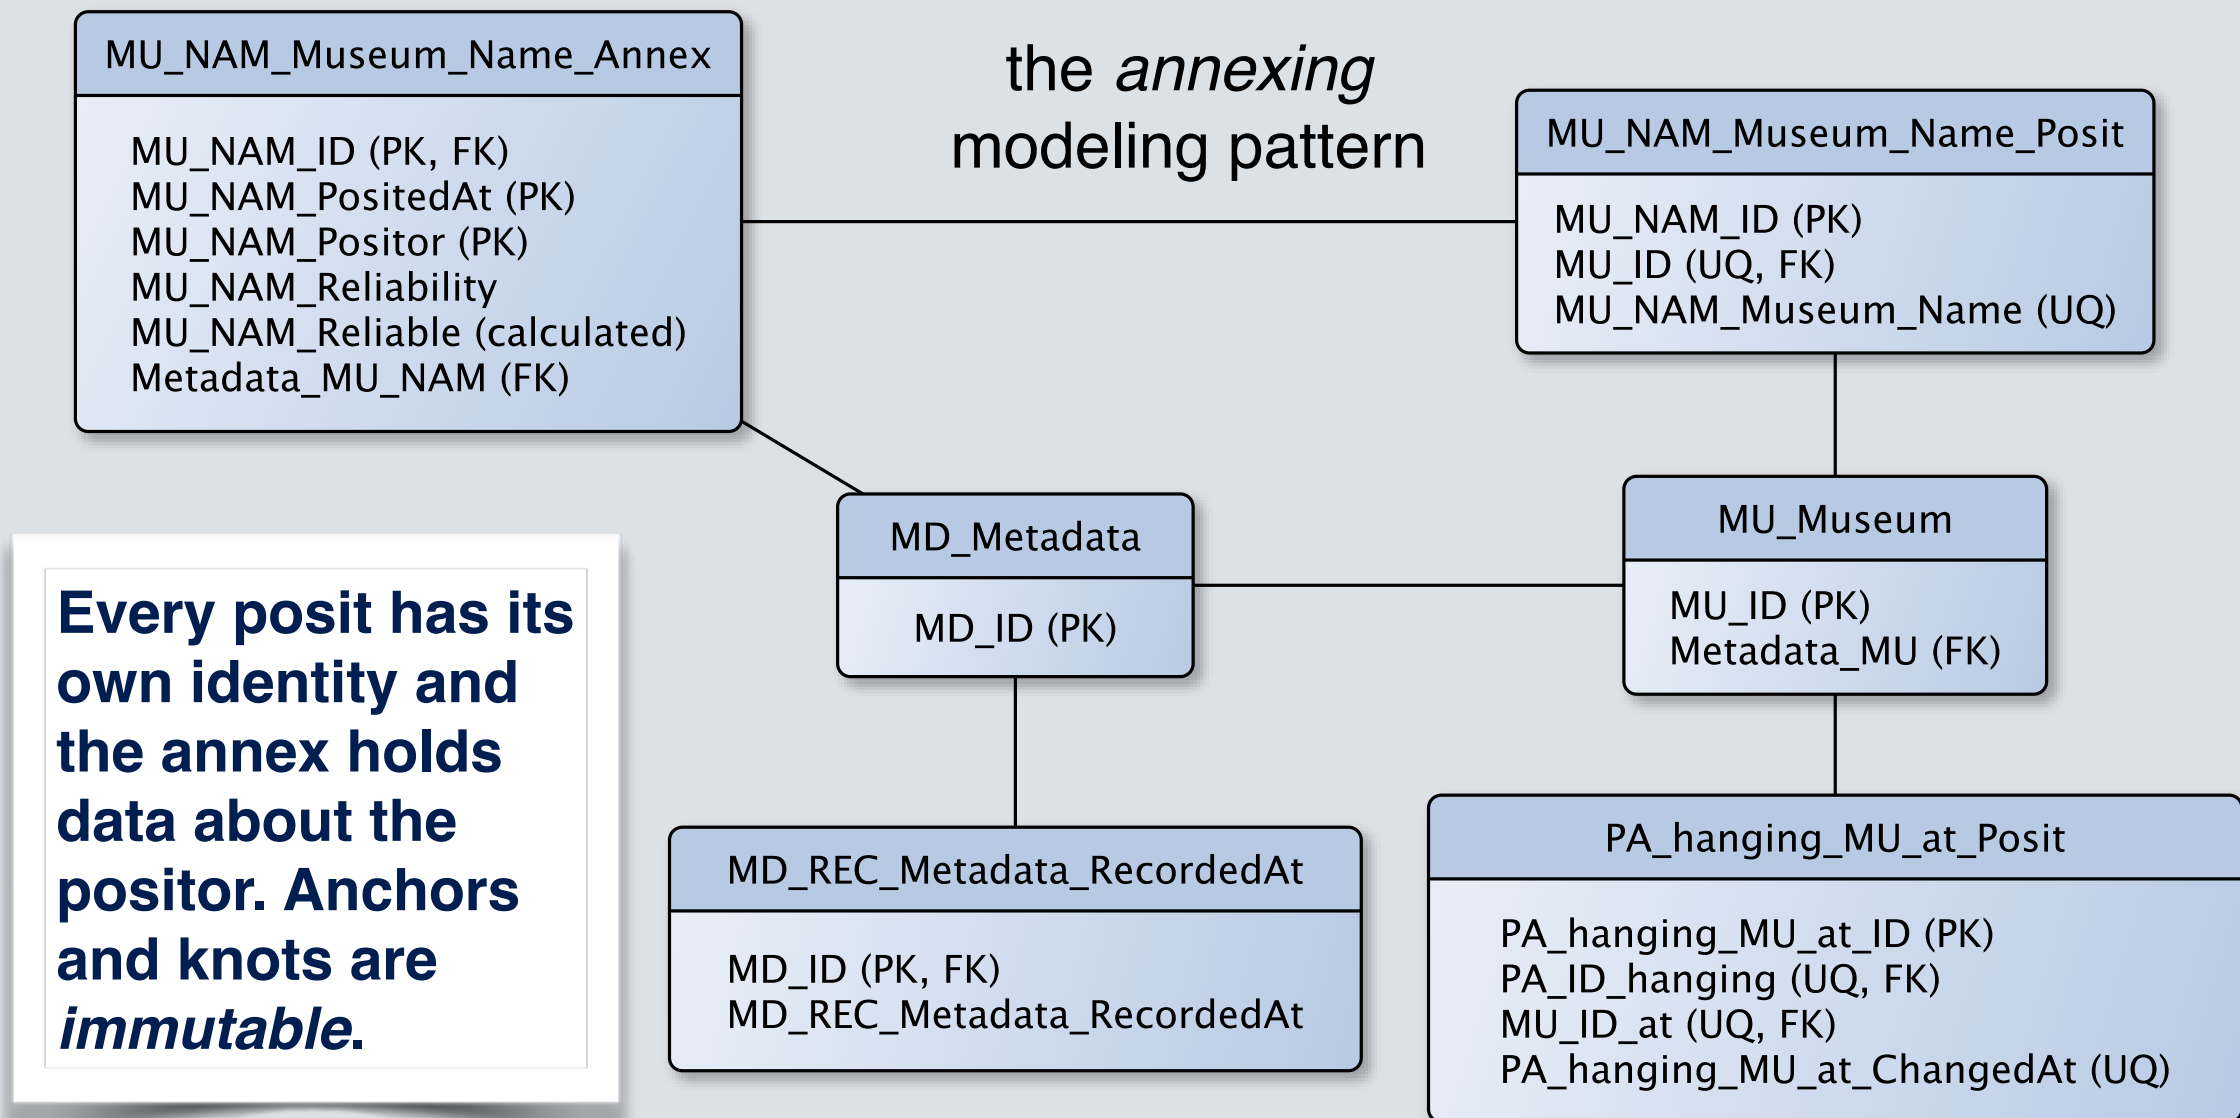 MU_NAM_Museum_Name_Annex
MU_NAM_ID (PK, FK)
MU_NAM_PositedAt (PK)
MU_NAM_Positor (PK)
MU_NAM_Reliability
MU_NAM_Reliable (calculated)
Metadata_MU_NAM (FK)
the annexing
modeling pattern
MU_NAM_Museum_Name_Posit
MU_NAM_ID (PK)
MU_ID (UQ, FK)
MU_NAM_Museum_Name (UQ)
MD_Metadata
MD_ID (PK)
MU_Museum
MU_ID (PK)
Metadata_MU (FK)
Every posit has its
own identity and
the annex holds
data about the
positor. Anchors
and knots are
immutable.
MD_REC_Metadata_RecordedAt
MD_ID (PK, FK)
MD_REC_Metadata_RecordedAt
PA_hanging_MU_at_Posit
PA_hanging_MU_at_ID (PK)
PA_ID_hanging (UQ, FK)
MU_ID_at (UQ, FK)
PA_hanging_MU_at_ChangedAt (UQ)